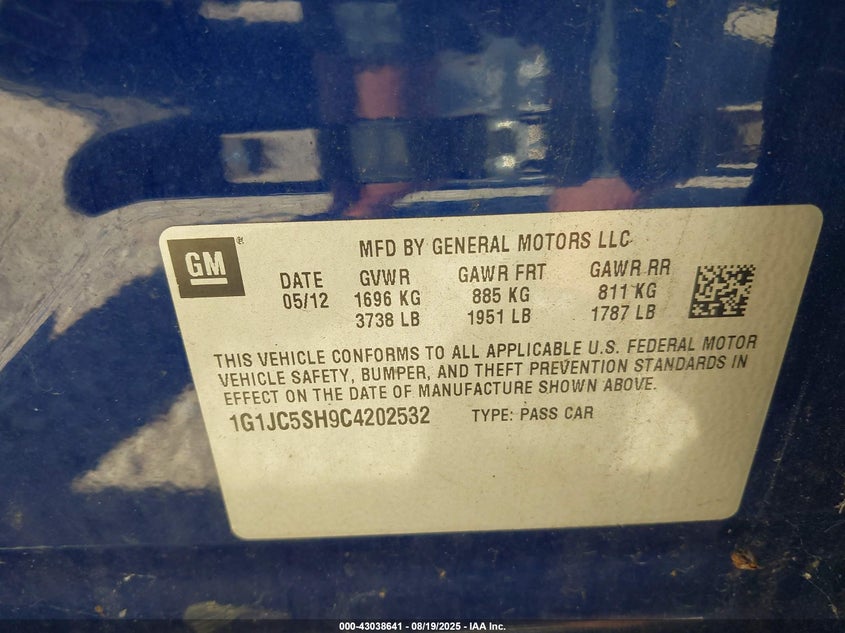 GM
MFD BY GENERAL MOTORS LLC
DATE GVWR GAWR FRT GAWR RR
05/12 1696 KG 885 KG 811 KG
3738 LB 1951 LB 1787 LB
THIS VEHICLE CONFORMS TO ALL APPLICABLE U.S. FEDERAL MOTOR
VEHICLE SAFETY, BUMPER, AND THEFT PREVENTION STANDARDS IN
EFFECT ON THE DATE OF MANUFACTURE SHOWN ABOVE.
1G1JC5SH9C4202532 TYPE: PASS CAR
000-43038641 - 08/19/2025 - IAA Inc.